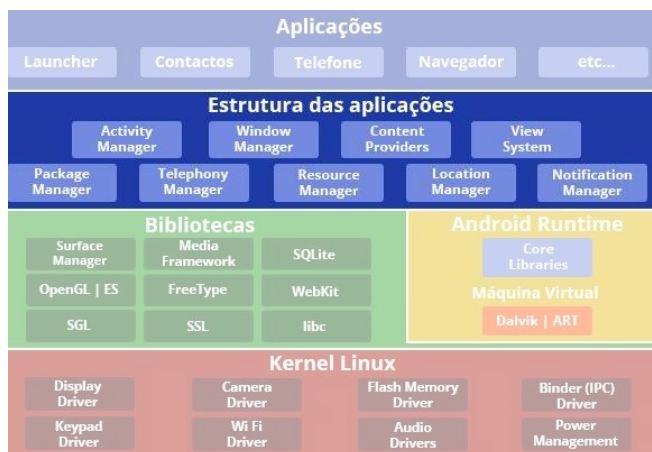 Aplicações
Launcher Contactos Telefone Navegador etc...
Estrutura das aplicações
Activity Manager Window Manager Content Providers View System
Package Manager Telephony Manager Resource Manager Location Manager Notification Manager
Bibliotecas
Surface Manager Media Framework SQLite
OpenGL | ES FreeType WebKit
SGL SSL libc
Android Runtime
Core Libraries
Máquina Virtual
Dalvik | ART
Kernel Linux
Display Driver Camera Driver Flash Memory Driver Binder (IPC) Driver
Keypad Driver Wi Fi Driver Audio Drivers Power Management